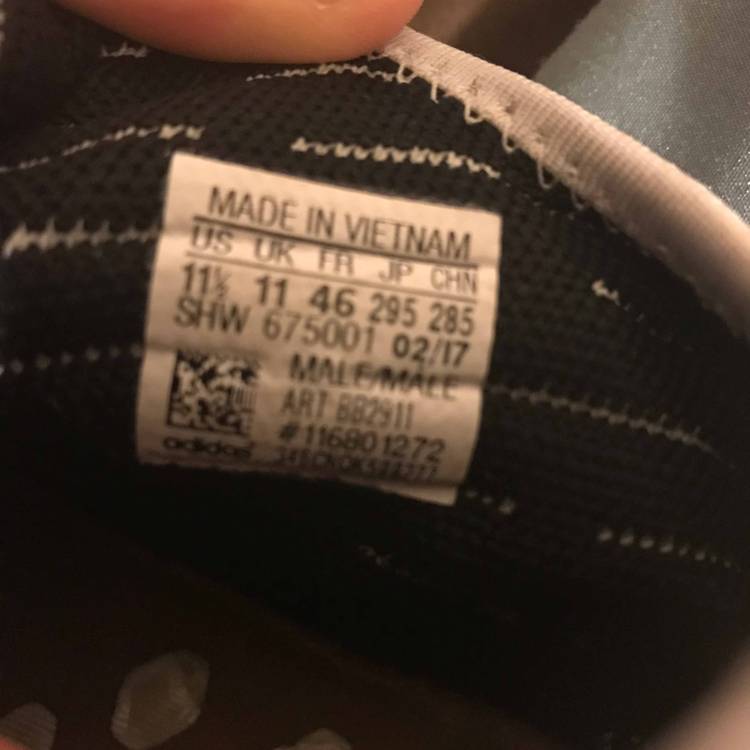 MADE IN VIETNAM
US UK FR JP CHN
11½ 11 46 295 285
SHW 675001 02/17
MALE/MALE
ART BB2911
#116801272
adidas